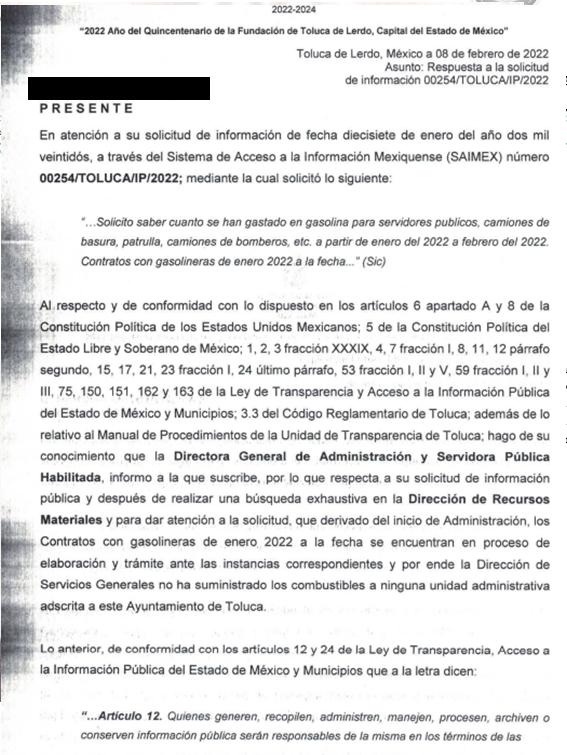 2022-2024
“2022 Año del Quincentenario de la Fundación de Toluca de Lerdo, Capital del Estado de México”
Toluca de Lerdo, México a 08 de febrero de 2022
Asunto: Respuesta a la solicitud
de información 00254/TOLUCA/IP/2022
P R E S E N T E
En atención a su solicitud de información de fecha diecisiete de enero del año dos mil
veintidós, a través del Sistema de Acceso a la Información Mexiquense (SAIMEX) número
00254/TOLUCA/IP/2022; mediante la cual solicitó lo siguiente:
“...Solicito saber cuanto se han gastado en gasolina para servidores publicos, camiones de
basura, patrulla, camiones de bomberos, etc. a partir de enero del 2022 a febrero del 2022.
Contratos con gasolineras de enero 2022 a la fecha...” (Sic)
Al respecto y de conformidad con lo dispuesto en los artículos 6 apartado A y 8 de la
Constitución Política de los Estados Unidos Mexicanos; 5 de la Constitución Política del
Estado Libre y Soberano de México; 1, 2, 3 fracción XXXIX, 4, 7 fracción I, 8, 11, 12 párrafo
segundo, 15, 17, 21, 23 fracción I, 24 último párrafo, 53 fracción I, II y V, 59 fracción I, II y
III, 75, 150, 151, 162 y 163 de la Ley de Transparencia y Acceso a la Información Pública
del Estado de México y Municipios; 3.3 del Código Reglamentario de Toluca; además de lo
relativo al Manual de Procedimientos de la Unidad de Transparencia de Toluca; hago de su
conocimiento que la Directora General de Administración y Servidora Pública
Habilitada, informo a la que suscribe, por lo que respecta a su solicitud de información
pública y después de realizar una búsqueda exhaustiva en la Dirección de Recursos
Materiales y para dar atención a la solicitud, que derivado del inicio de Administración, los
Contratos con gasolineras de enero 2022 a la fecha se encuentran en proceso de
elaboración y trámite ante las instancias correspondientes y por ende la Dirección de
Servicios Generales no ha suministrado los combustibles a ninguna unidad administrativa
adscrita a este Ayuntamiento de Toluca.
Lo anterior, de conformidad con los artículos 12 y 24 de la Ley de Transparencia, Acceso a
la Información Pública del Estado de México y Municipios que a la letra dicen:
“...Artículo 12. Quienes generen, recopilen, administren, manejen, procesen, archiven o
conserven información pública serán responsables de la misma en los términos de las